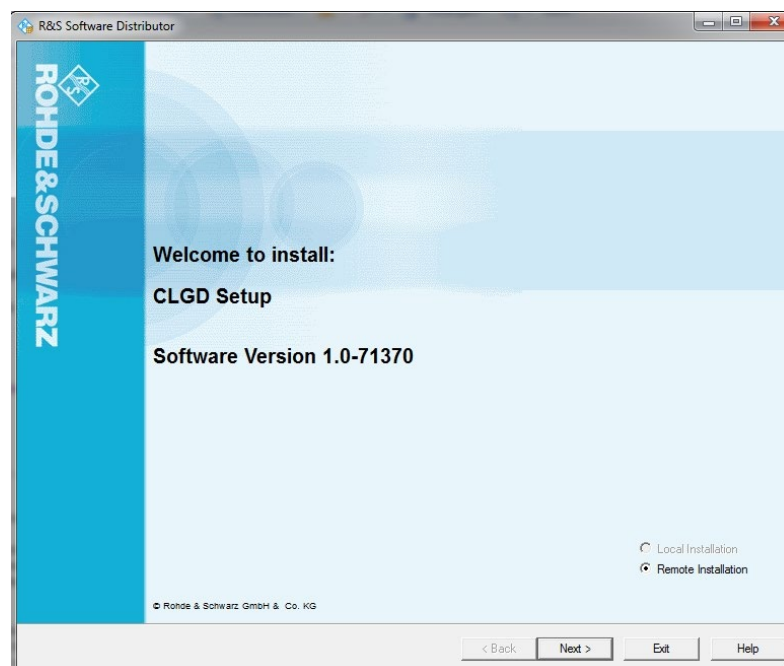 R&S Software Distributor
ROHDE&SCHWARZ
R
S
Welcome to install:
CLGD Setup
Software Version 1.0-71370
Local Installation
Remote Installation
© Rohde & Schwarz GmbH & Co. KG
< Back
Next >
Exit
Help